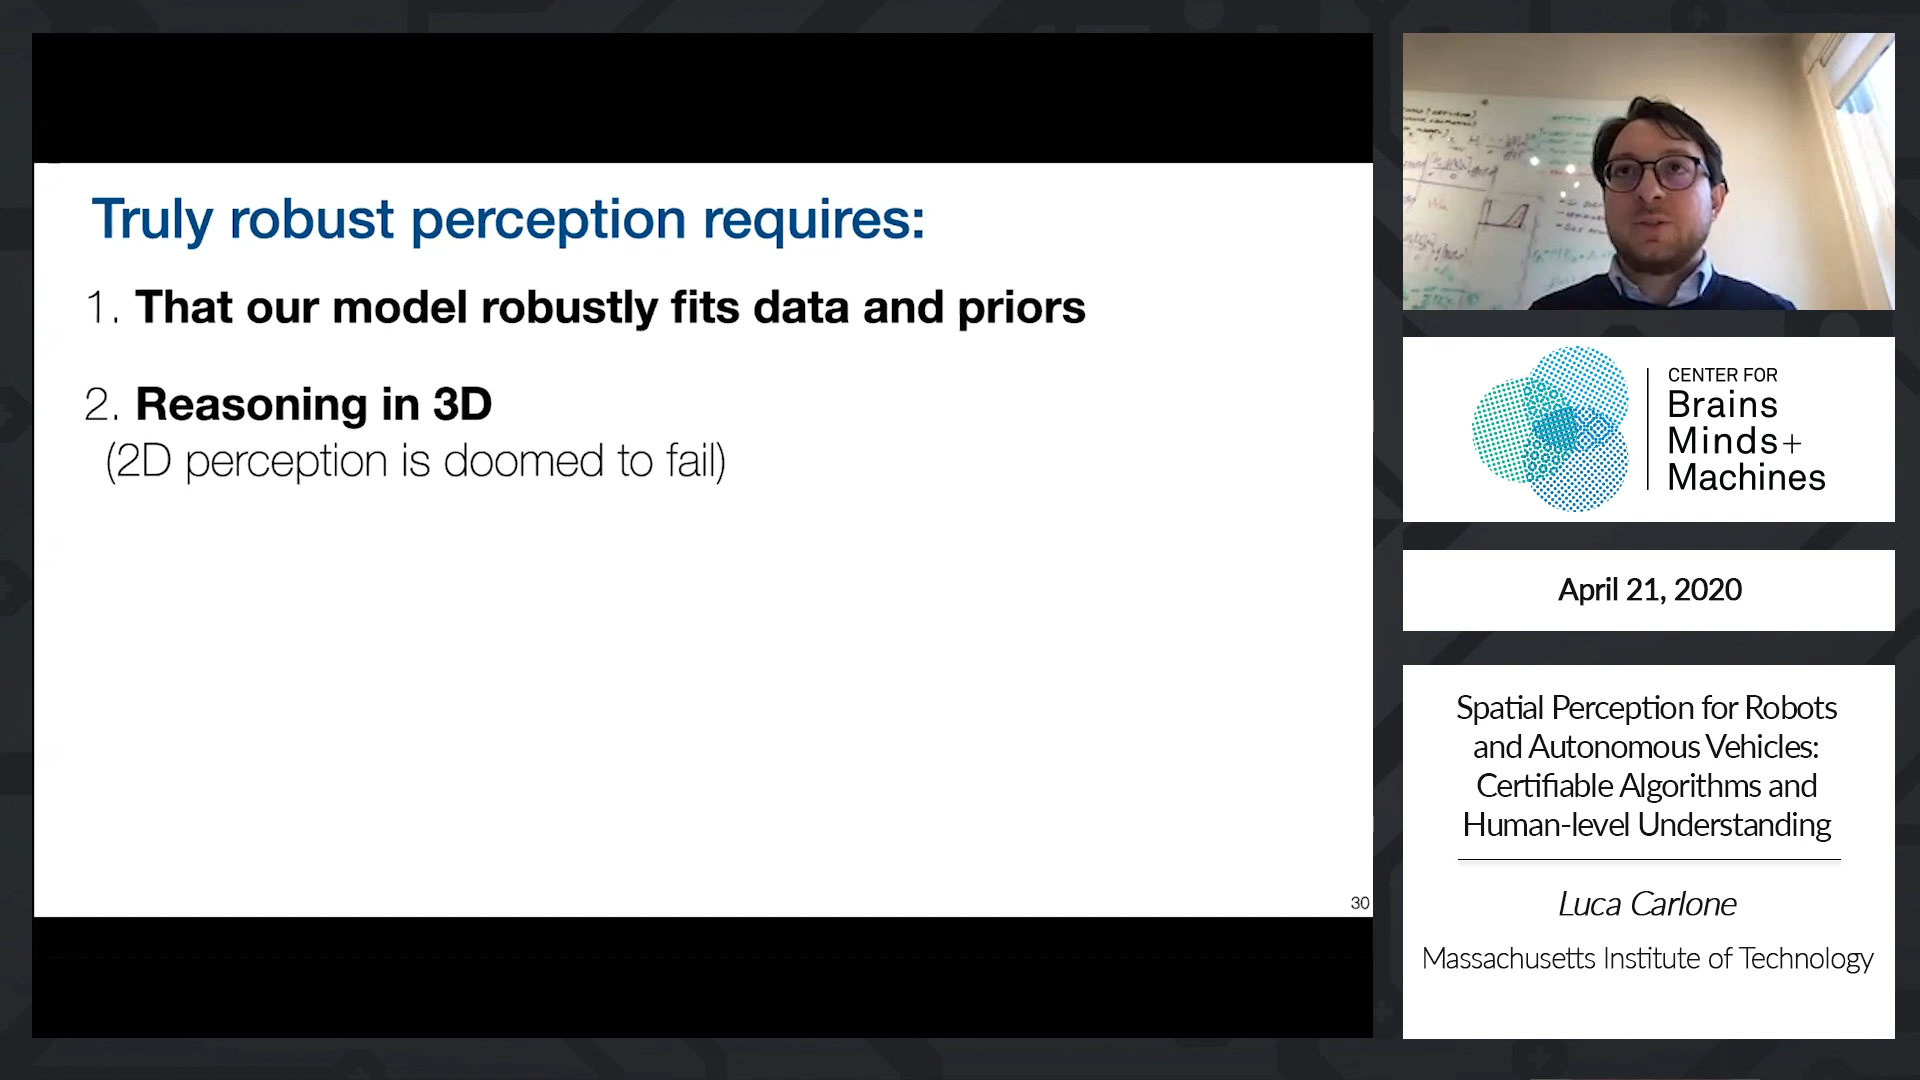 Truly robust perception requires:
1. That our model robustly fits data and priors
2. Reasoning in 3D
(2D perception is doomed to fail)
30
CENTER FOR
Brains
Minds+
Machines
April 21, 2020
Spatial Perception for Robots
and Autonomous Vehicles:
Certifiable Algorithms and
Human-level Understanding
Luca Carlone
Massachusetts Institute of Technology